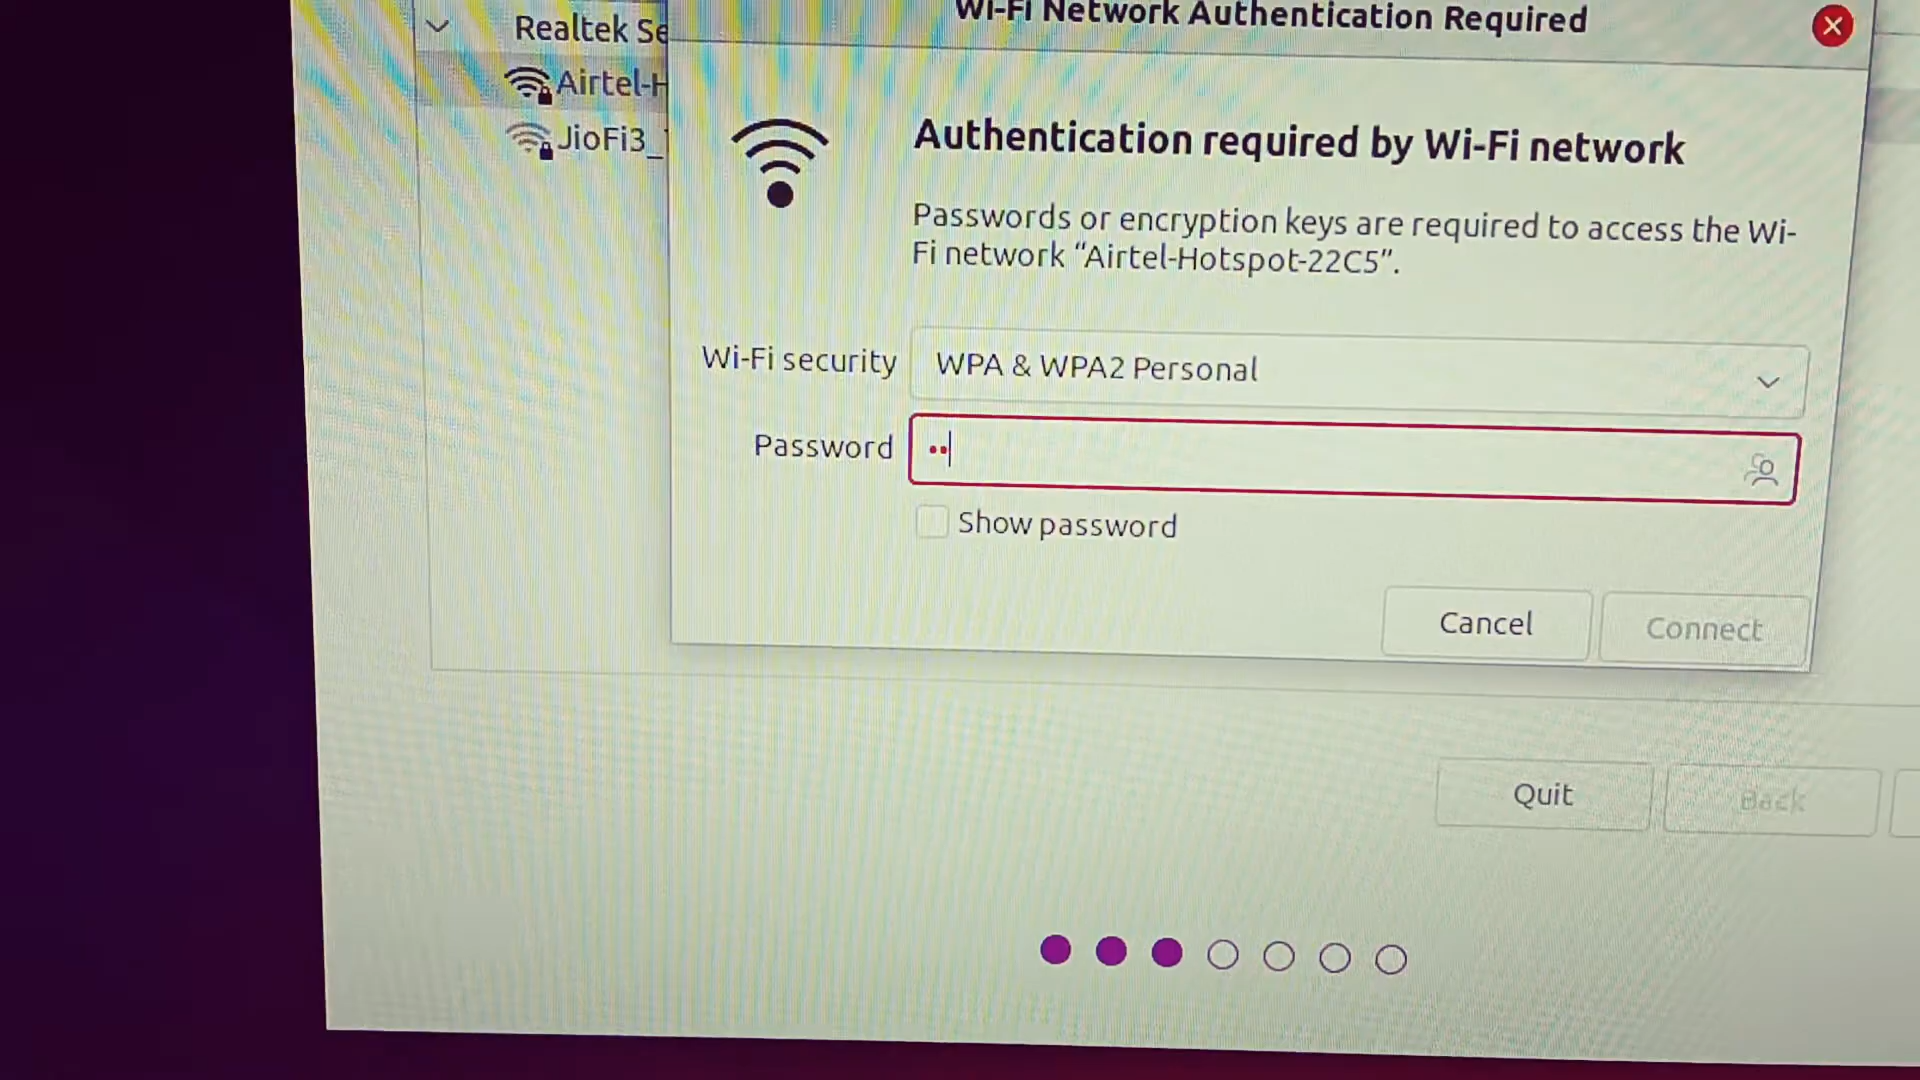 Wi-Fi Network Authentication Required
Realtek Se
Airtel-H
JioFi3_
Authentication required by Wi-Fi network
Passwords or encryption keys are required to access the Wi-
Fi network “Airtel-Hotspot-22C5”.
Wi-Fi security
WPA & WPA2 Personal
Password
••
Show password
Cancel
Connect
Quit
Back